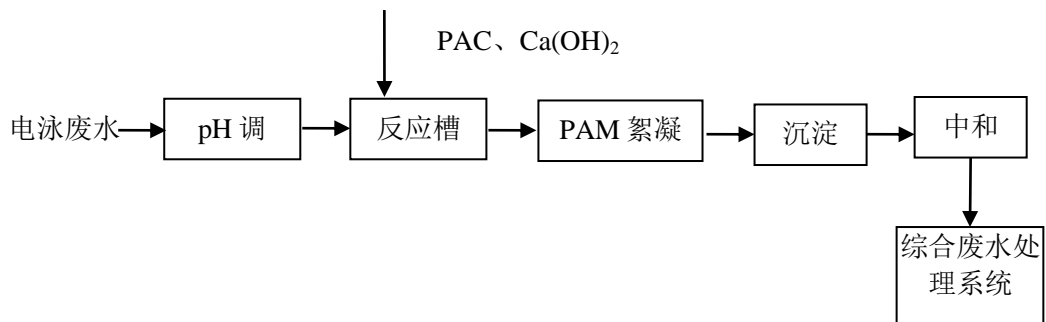 PAC、Ca(OH)₂
电泳废水
pH 调
反应槽
PAM 絮凝
沉淀
中和
综合废水处
理系统